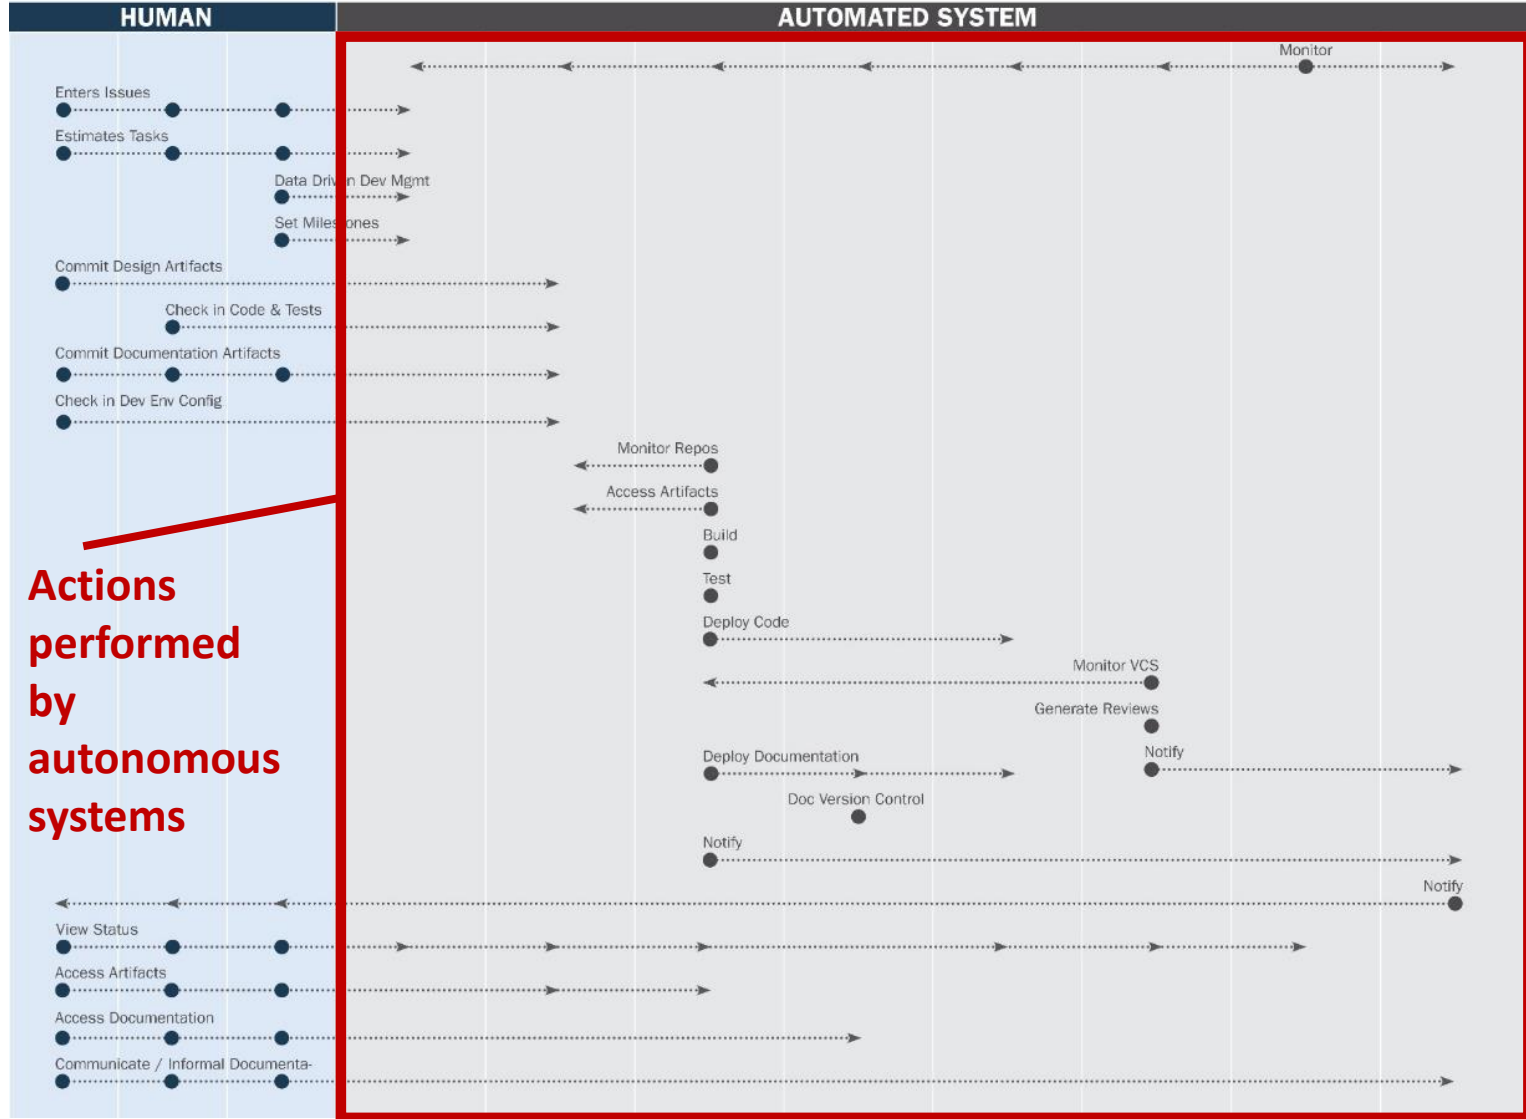 HUMAN
AUTOMATED SYSTEM
Monitor
Enters Issues
Estimates Tasks
Data Driven Dev Mgmt
Set Milestones
Commit Design Artifacts
Check in Code & Tests
Commit Documentation Artifacts
Check in Dev Env Config
Monitor Repos
Access Artifacts
Build
Test
Deploy Code
Monitor VCS
Generate Reviews
Notify
Deploy Documentation
Doc Version Control
Notify
Notify
View Status
Access Artifacts
Access Documentation
Communicate / Informal Documenta-
Actions
performed
by
autonomous
systems